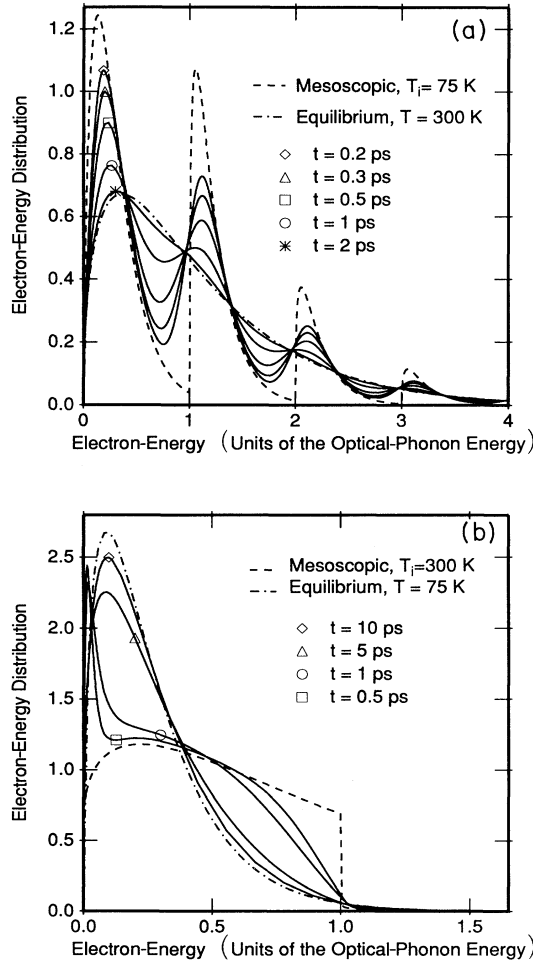 (a)
1.2
1.0
0.8
0.6
0.4
0.2
0.0
Electron-Energy Distribution
Mesoscopic, Tᵢ= 75 K
Equilibrium, T = 300 K
t = 0.2 ps
t = 0.3 ps
t = 0.5 ps
t = 1 ps
t = 2 ps
0 1 2 3 4
Electron-Energy (Units of the Optical-Phonon Energy)
(b)
2.5
2.0
1.5
1.0
0.5
0.0
Electron-Energy Distribution
Mesoscopic, Tᵢ=300 K
Equilibrium, T = 75 K
t = 10 ps
t = 5 ps
t = 1 ps
t = 0.5 ps
0.0 0.5 1.0 1.5
Electron-Energy (Units of the Optical-Phonon Energy)